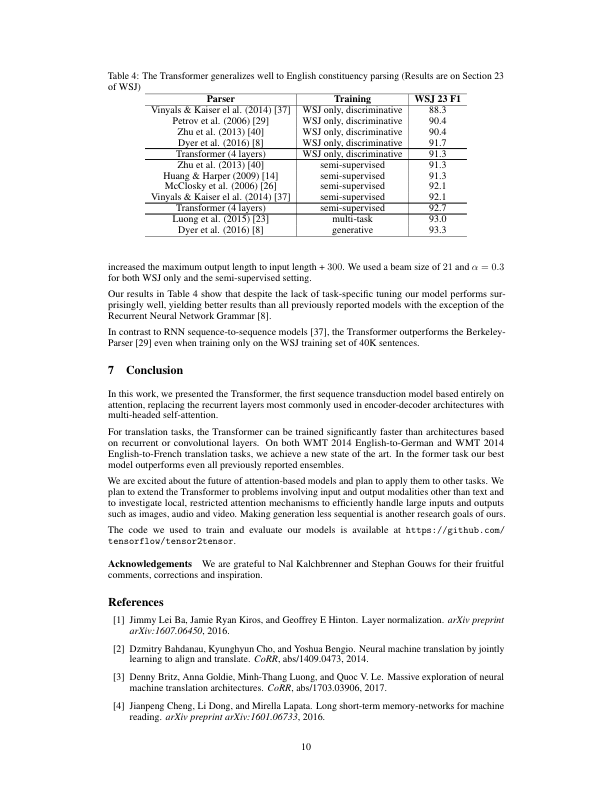 Table 4: The Transformer generalizes well to English constituency parsing (Results are on Section 23
of WSJ)
Parser Training WSJ 23 F1
Vinyals & Kaiser el al. (2014) [37] WSJ only, discriminative 88.3
Petrov et al. (2006) [29] WSJ only, discriminative 90.4
Zhu et al. (2013) [40] WSJ only, discriminative 90.4
Dyer et al. (2016) [8] WSJ only, discriminative 91.7
Transformer (4 layers) WSJ only, discriminative 91.3
Zhu et al. (2013) [40] semi-supervised 91.3
Huang & Harper (2009) [14] semi-supervised 91.3
McClosky et al. (2006) [26] semi-supervised 92.1
Vinyals & Kaiser el al. (2014) [37] semi-supervised 92.1
Transformer (4 layers) semi-supervised 92.7
Luong et al. (2015) [23] multi-task 93.0
Dyer et al. (2016) [8] generative 93.3
increased the maximum output length to input length + 300. We used a beam size of 21 and α = 0.3
for both WSJ only and the semi-supervised setting.
Our results in Table 4 show that despite the lack of task-specific tuning our model performs sur-
prisingly well, yielding better results than all previously reported models with the exception of the
Recurrent Neural Network Grammar [8].
In contrast to RNN sequence-to-sequence models [37], the Transformer outperforms the Berkeley-
Parser [29] even when training only on the WSJ training set of 40K sentences.
7 Conclusion
In this work, we presented the Transformer, the first sequence transduction model based entirely on
attention, replacing the recurrent layers most commonly used in encoder-decoder architectures with
multi-headed self-attention.
For translation tasks, the Transformer can be trained significantly faster than architectures based
on recurrent or convolutional layers. On both WMT 2014 English-to-German and WMT 2014
English-to-French translation tasks, we achieve a new state of the art. In the former task our best
model outperforms even all previously reported ensembles.
We are excited about the future of attention-based models and plan to apply them to other tasks. We
plan to extend the Transformer to problems involving input and output modalities other than text and
to investigate local, restricted attention mechanisms to efficiently handle large inputs and outputs
such as images, audio and video. Making generation less sequential is another research goals of ours.
The code we used to train and evaluate our models is available at https://github.com/
tensorflow/tensor2tensor.
Acknowledgements We are grateful to Nal Kalchbrenner and Stephan Gouws for their fruitful
comments, corrections and inspiration.
References
[1] Jimmy Lei Ba, Jamie Ryan Kiros, and Geoffrey E Hinton. Layer normalization. arXiv preprint
arXiv:1607.06450, 2016.
[2] Dzmitry Bahdanau, Kyunghyun Cho, and Yoshua Bengio. Neural machine translation by jointly
learning to align and translate. CoRR, abs/1409.0473, 2014.
[3] Denny Britz, Anna Goldie, Minh-Thang Luong, and Quoc V. Le. Massive exploration of neural
machine translation architectures. CoRR, abs/1703.03906, 2017.
[4] Jianpeng Cheng, Li Dong, and Mirella Lapata. Long short-term memory-networks for machine
reading. arXiv preprint arXiv:1601.06733, 2016.
10